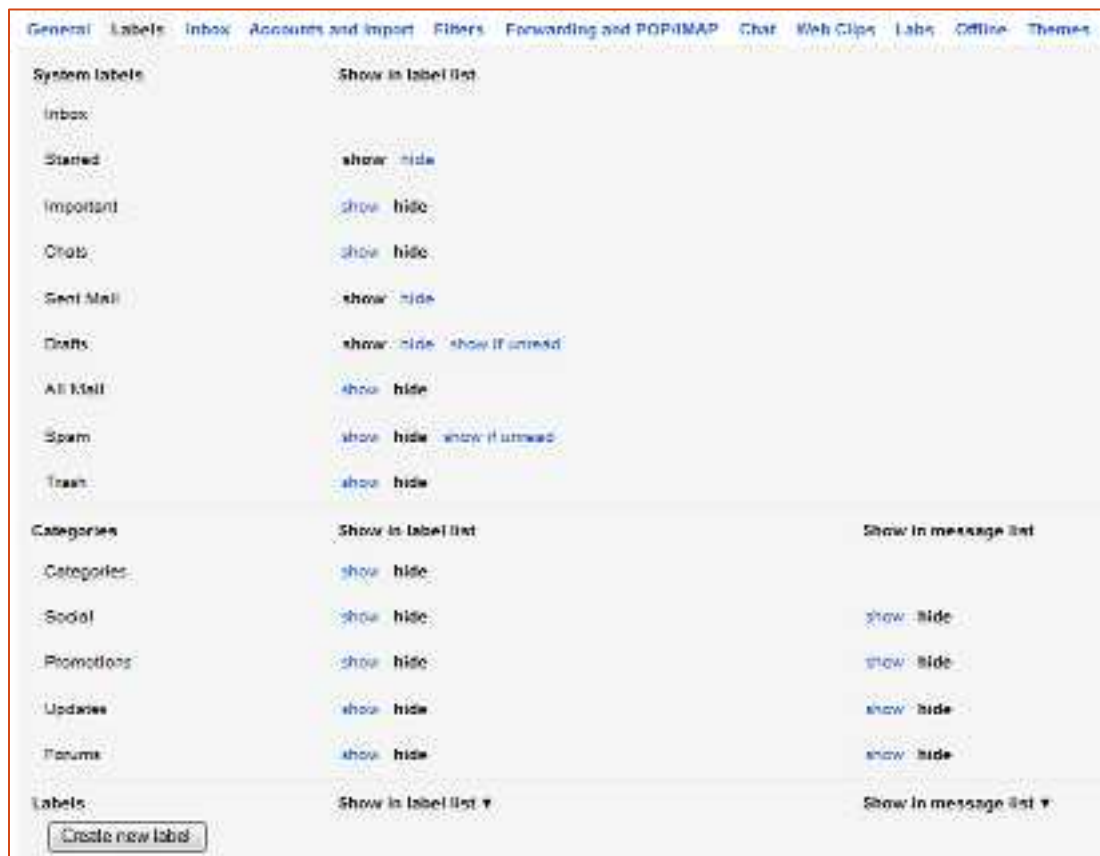 General Labels Inbox Accounts and Import Filters Forwarding and POP/IMAP Chat Web Clips Labs Offline Themes
System labels Show in label list
Inbox
Starred show hide
Important show hide
Chats show hide
Sent Mail show hide
Drafts show hide show if unread
All Mail show hide
Spam show hide show if unread
Trash show hide
Categories Show in label list Show in message list
Categories show hide
Social show hide show hide
Promotions show hide show hide
Updates show hide show hide
Forums show hide show hide
Labels Show in label list ▼ Show in message list ▼
Create new label